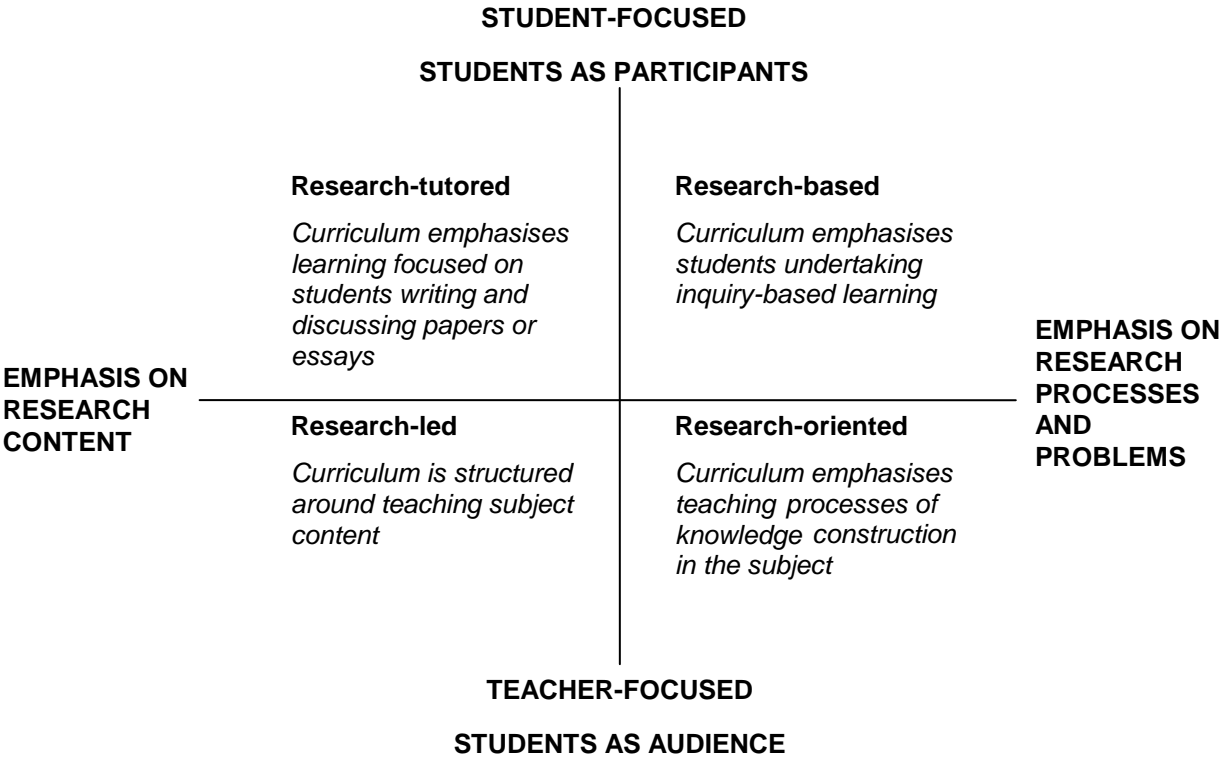 STUDENT-FOCUSED
STUDENTS AS PARTICIPANTS
Research-tutored
Curriculum emphasises
learning focused on
students writing and
discussing papers or
essays
Research-based
Curriculum emphasises
students undertaking
inquiry-based learning
EMPHASIS ON
RESEARCH
CONTENT
EMPHASIS ON
RESEARCH
PROCESSES
AND
PROBLEMS
Research-led
Curriculum is structured
around teaching subject
content
Research-oriented
Curriculum emphasises
teaching processes of
knowledge construction
in the subject
TEACHER-FOCUSED
STUDENTS AS AUDIENCE